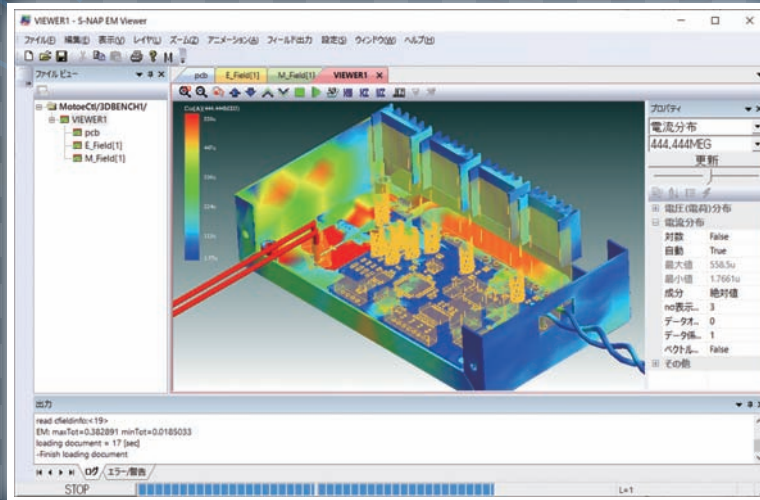 VIEWER1 - S-NAP EM Viewer
ファイル(F) 編集(E) 表示(V) レイヤ(L) ズーム(Z) アニメーション(A) フィールド出力 設定(S) ウィンドウ(W) ヘルプ(H)
ファイルビュー
pcb E_Field[1] M_Field[1] VIEWER1
MotoeCtl/3DBENCH1/
VIEWER1
pcb
E_Field[1]
M_Field[1]
プロパティ
電流分布
444.444MEG
更新
電圧(電荷)分布
電流分布
対数 False
自動 True
最大値 558.5u
最小値 1.7661u
成分 絶対値
no表示... 3
データオ... 0
データ係... 1
ベクトル... False
その他
出力
read cfieldinfo:<19>
EM: maxTot=0.382891 minTot=0.0185033
loading document = 17 [sec]
-Finish loading document
ログ エラー/警告
STOP
L=1